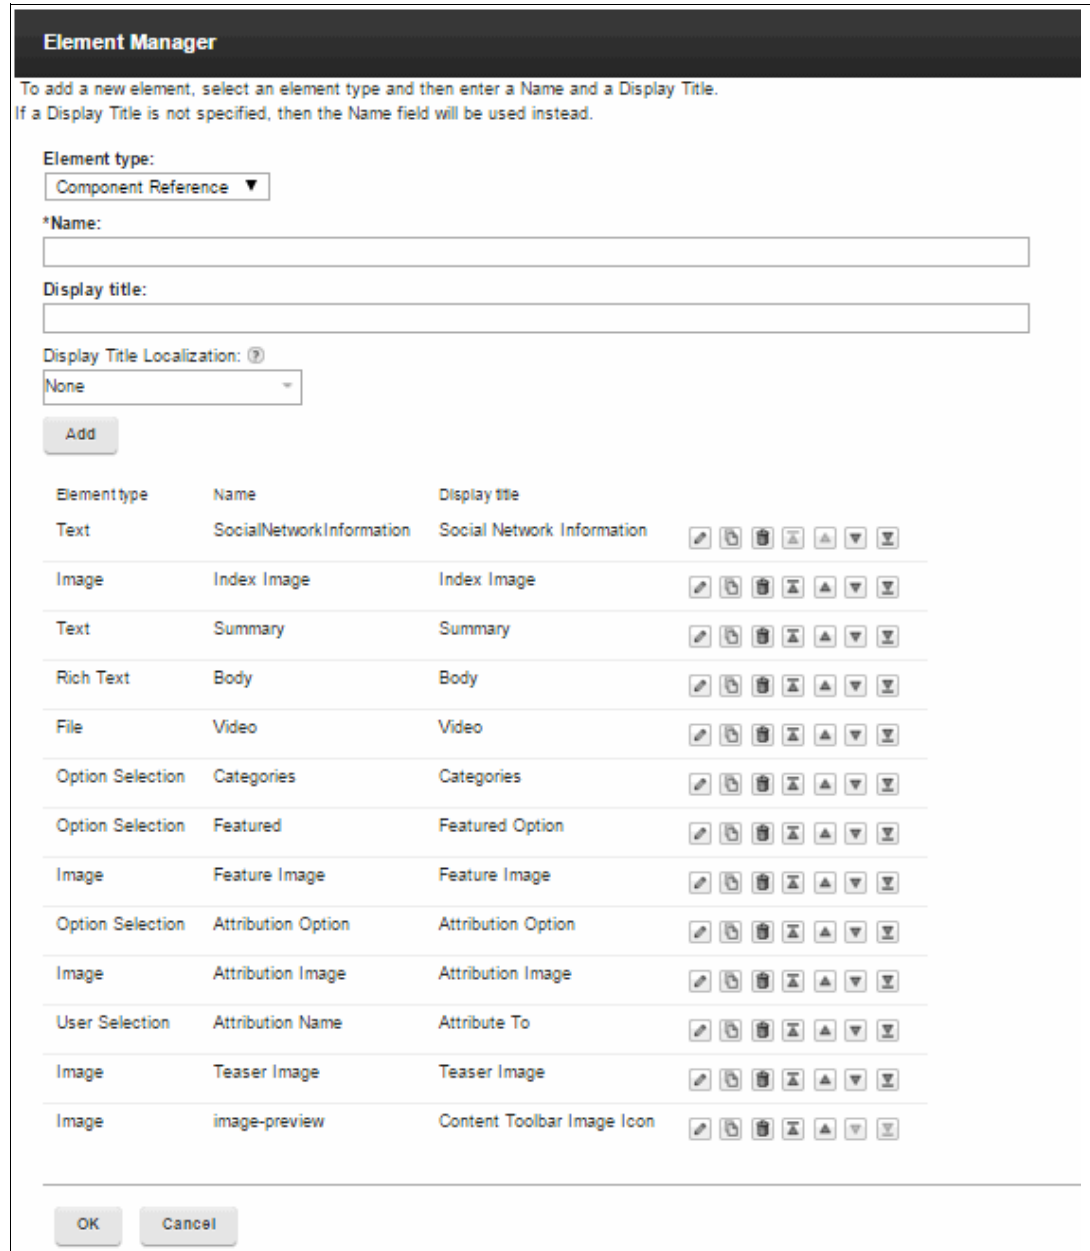 Element Manager
To add a new element, select an element type and then enter a Name and a Display Title.
If a Display Title is not specified, then the Name field will be used instead.
Element type:
Component Reference
*Name:
Display title:
Display Title Localization: ?
None
Add
Element type Name Display title
Text SocialNetworkInformation Social Network Information
Image Index Image Index Image
Text Summary Summary
Rich Text Body Body
File Video Video
Option Selection Categories Categories
Option Selection Featured Featured Option
Image Feature Image Feature Image
Option Selection Attribution Option Attribution Option
Image Attribution Image Attribution Image
User Selection Attribution Name Attribute To
Image Teaser Image Teaser Image
Image image-preview Content Toolbar Image Icon
OK Cancel